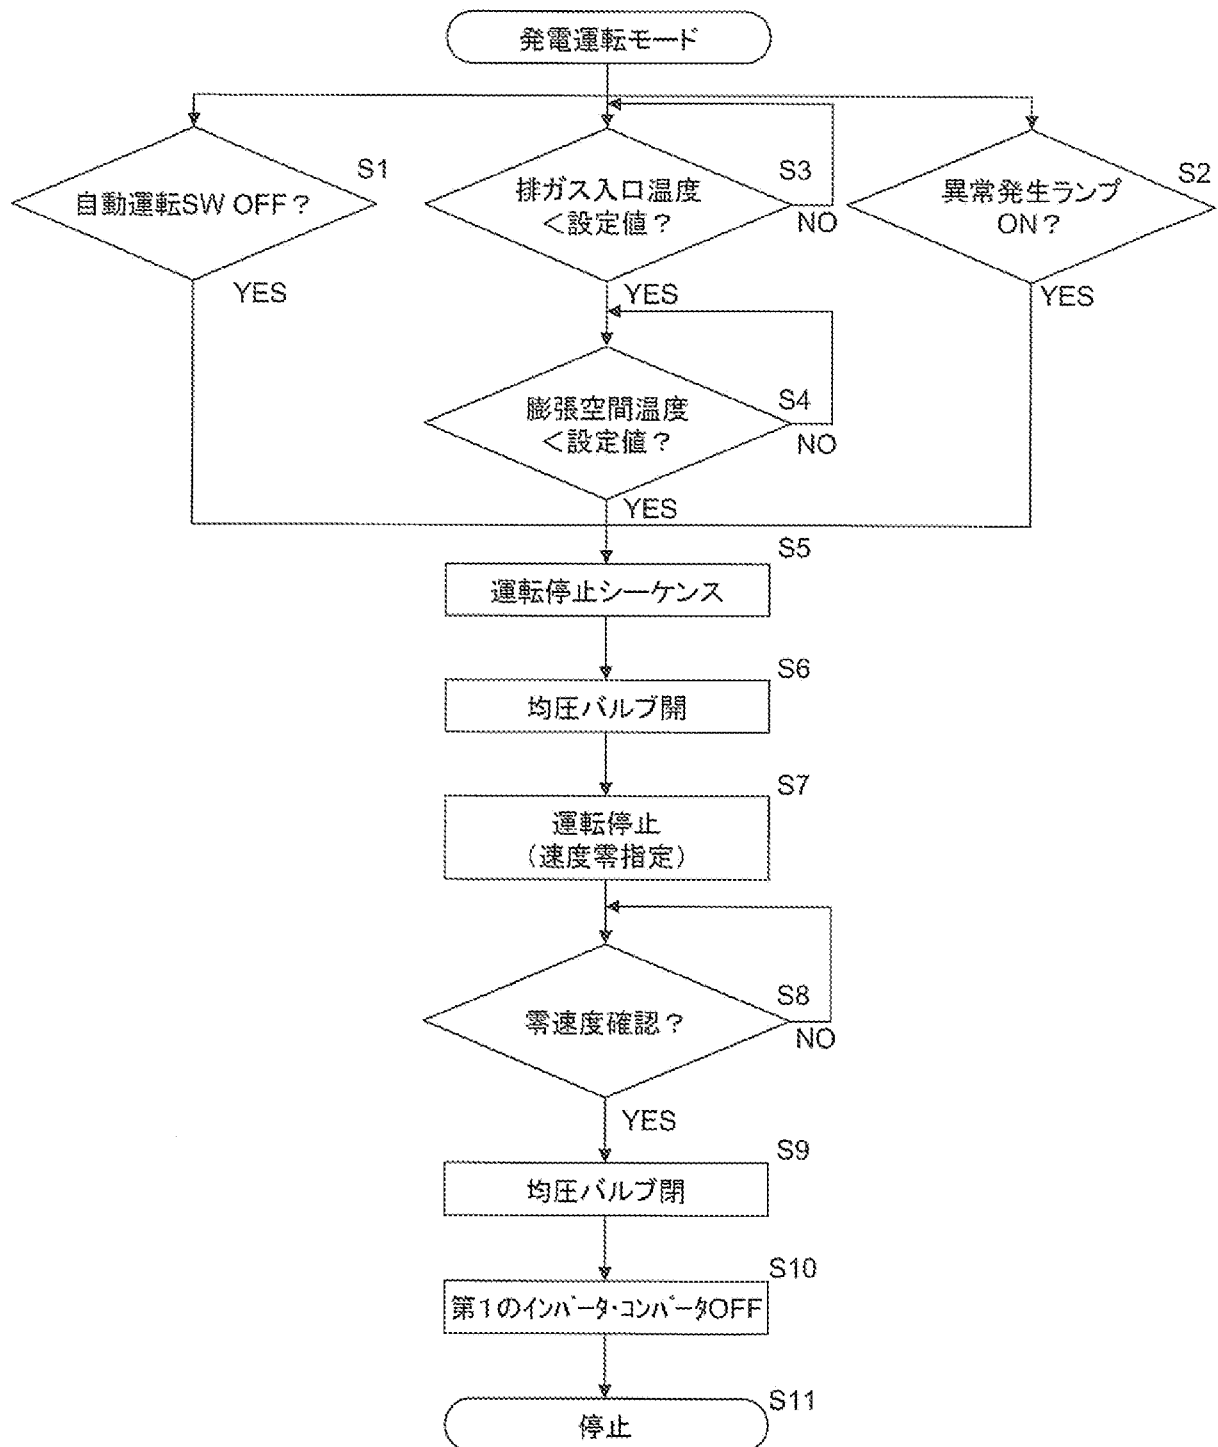 発電運転モード
S1
自動運転SW OFF？
YES
S3
排ガス入口温度
＜設定値？
NO
YES
S2
異常発生ランプ
ON？
YES
S4
膨張空間温度
＜設定値？
NO
YES
S5
運転停止シーケンス
S6
均圧バルブ開
S7
運転停止
（速度零指定）
S8
零速度確認？
NO
YES
S9
均圧バルブ閉
S10
第１のｲﾝﾊﾞｰﾀ・ｺﾝﾊﾞｰﾀOFF
S11
停止